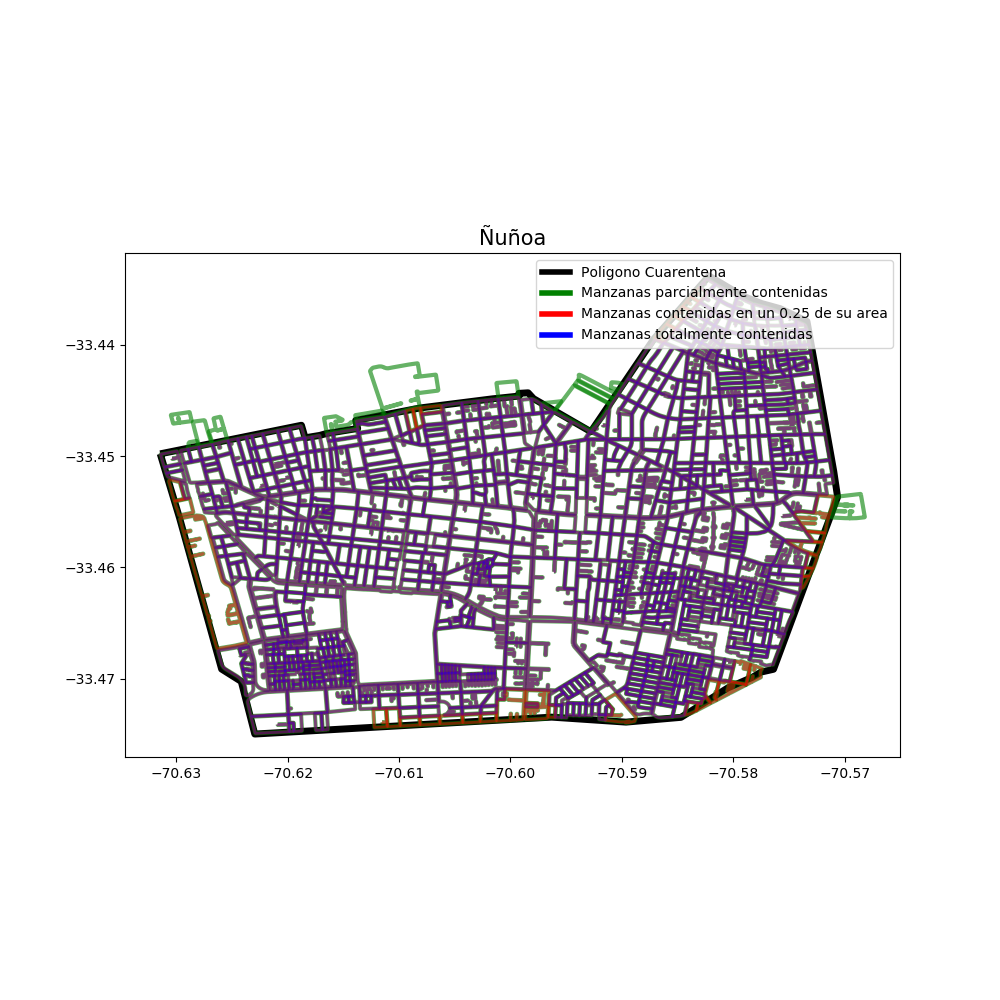 Ñuñoa
Poligono Cuarentena
Manzanas parcialmente contenidas
Manzanas contenidas en un 0.25 de su area
Manzanas totalmente contenidas
−33.44
−33.45
−33.46
−33.47
−70.63 −70.62 −70.61 −70.60 −70.59 −70.58 −70.57